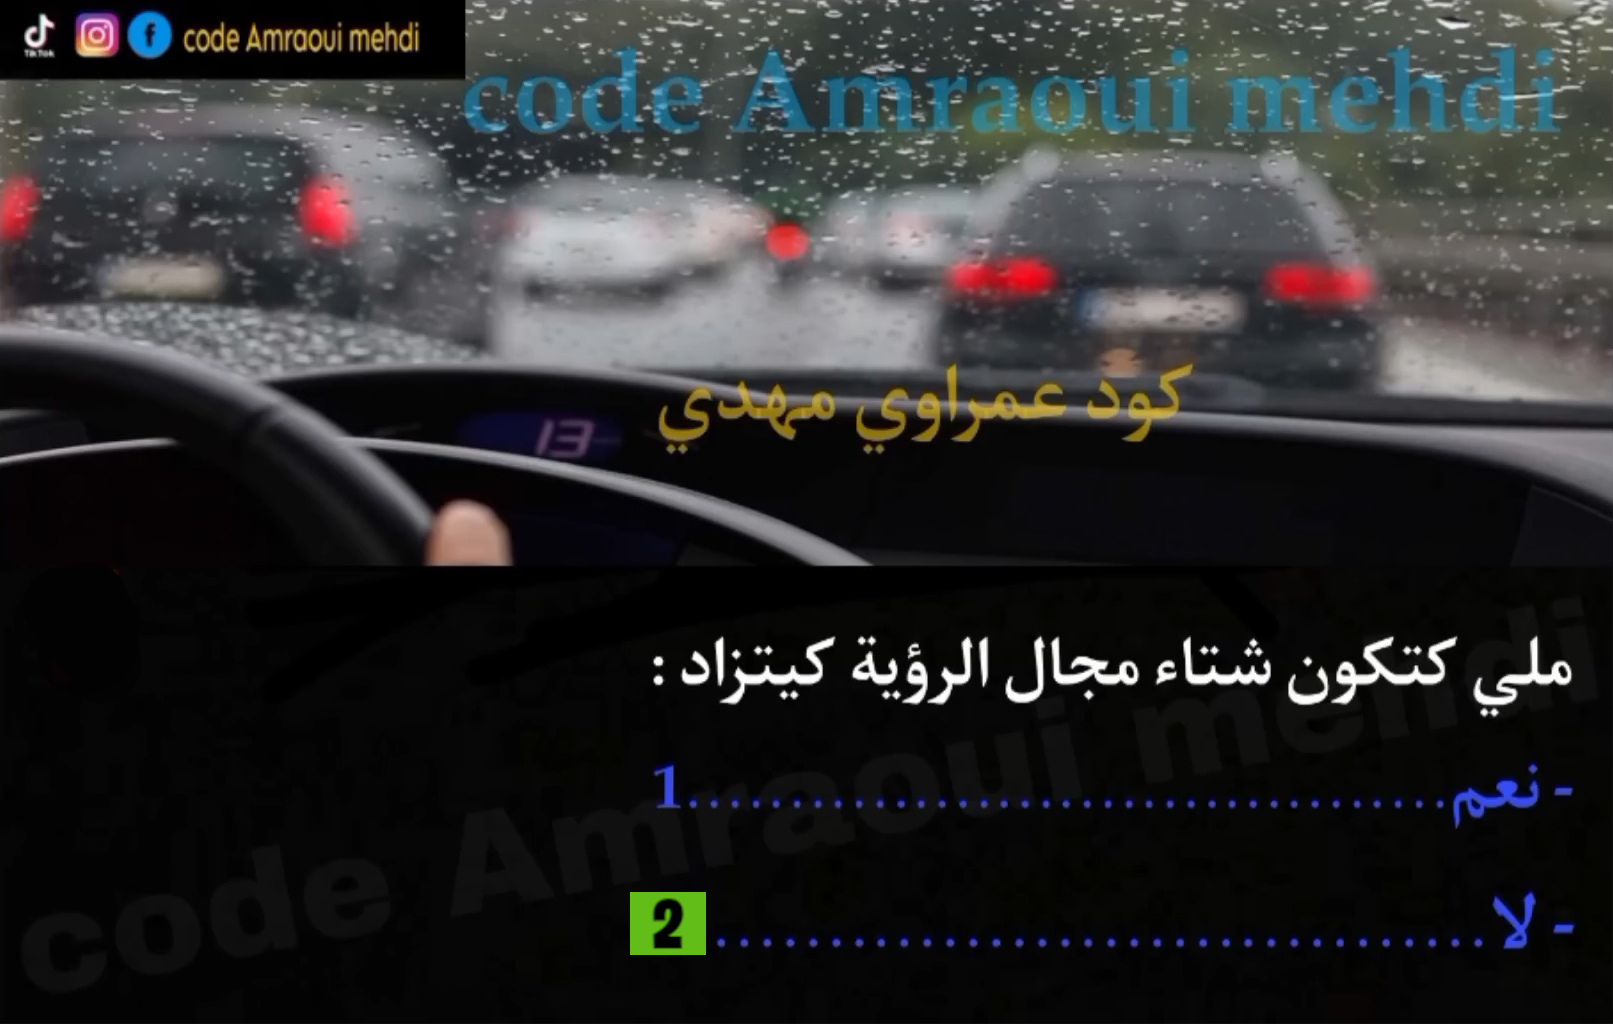 TikTok
code Amraoui mehdi
code Amraoui mehdi
كود عمراوي مهدي
13
ملي كتكون شتاء مجال الرؤية كيتزاد :
- نعم......................................1
- لا......................................2
code Amraoui mehdi